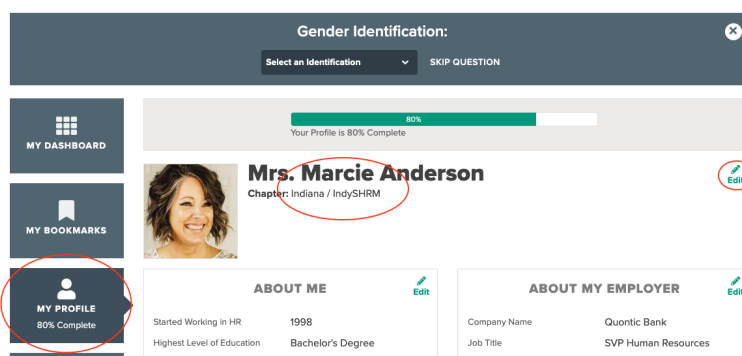 Gender Identification:
Select an Identification SKIP QUESTION
80%
Your Profile is 80% Complete
MY DASHBOARD
Mrs. Marcie Anderson
Chapter: Indiana / IndySHRM
Edit
MY BOOKMARKS
MY PROFILE
80% Complete
ABOUT ME
Edit
Started Working in HR 1998
Highest Level of Education Bachelor's Degree
ABOUT MY EMPLOYER
Edit
Company Name Quontic Bank
Job Title SVP Human Resources